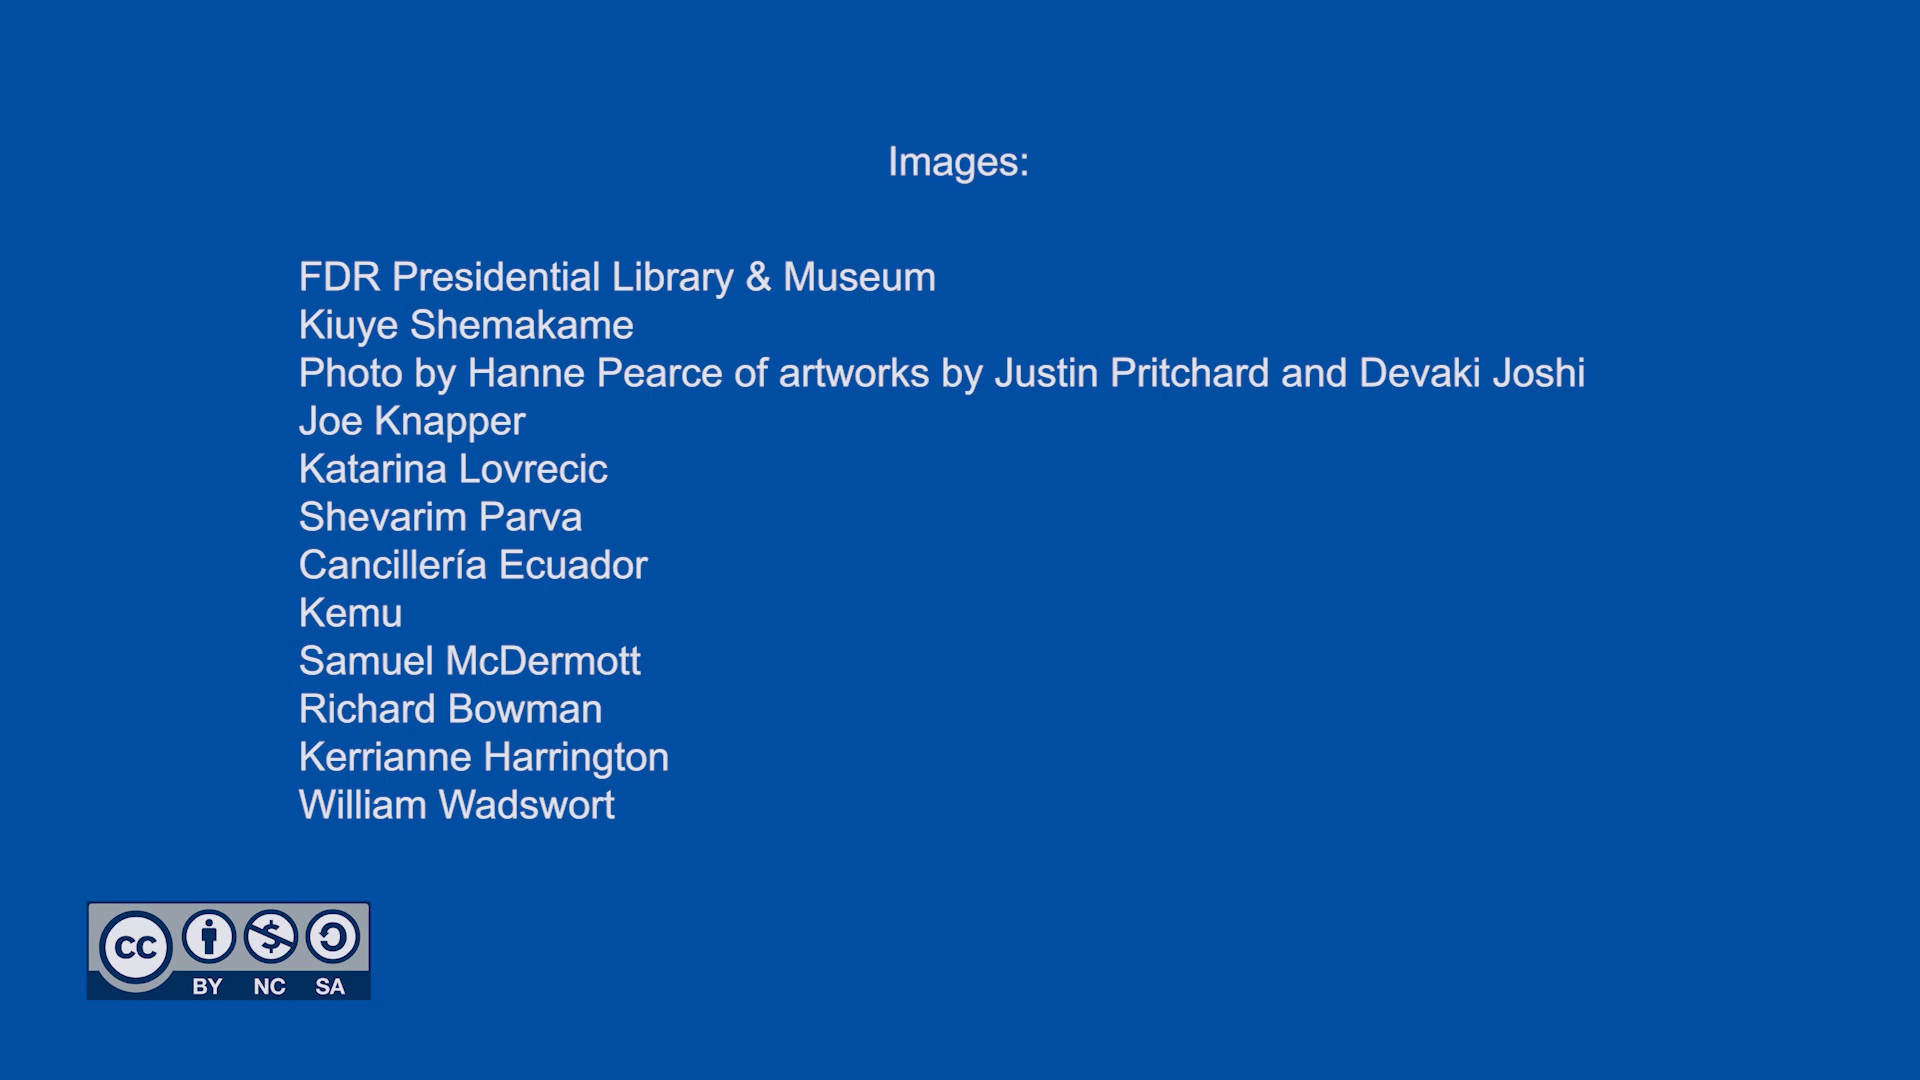 Images:
FDR Presidential Library & Museum
Kiuye Shemakame
Photo by Hanne Pearce of artworks by Justin Pritchard and Devaki Joshi
Joe Knapper
Katarina Lovrecic
Shevarim Parva
Cancillería Ecuador
Kemu
Samuel McDermott
Richard Bowman
Kerrianne Harrington
William Wadswort
cc
BY NC SA